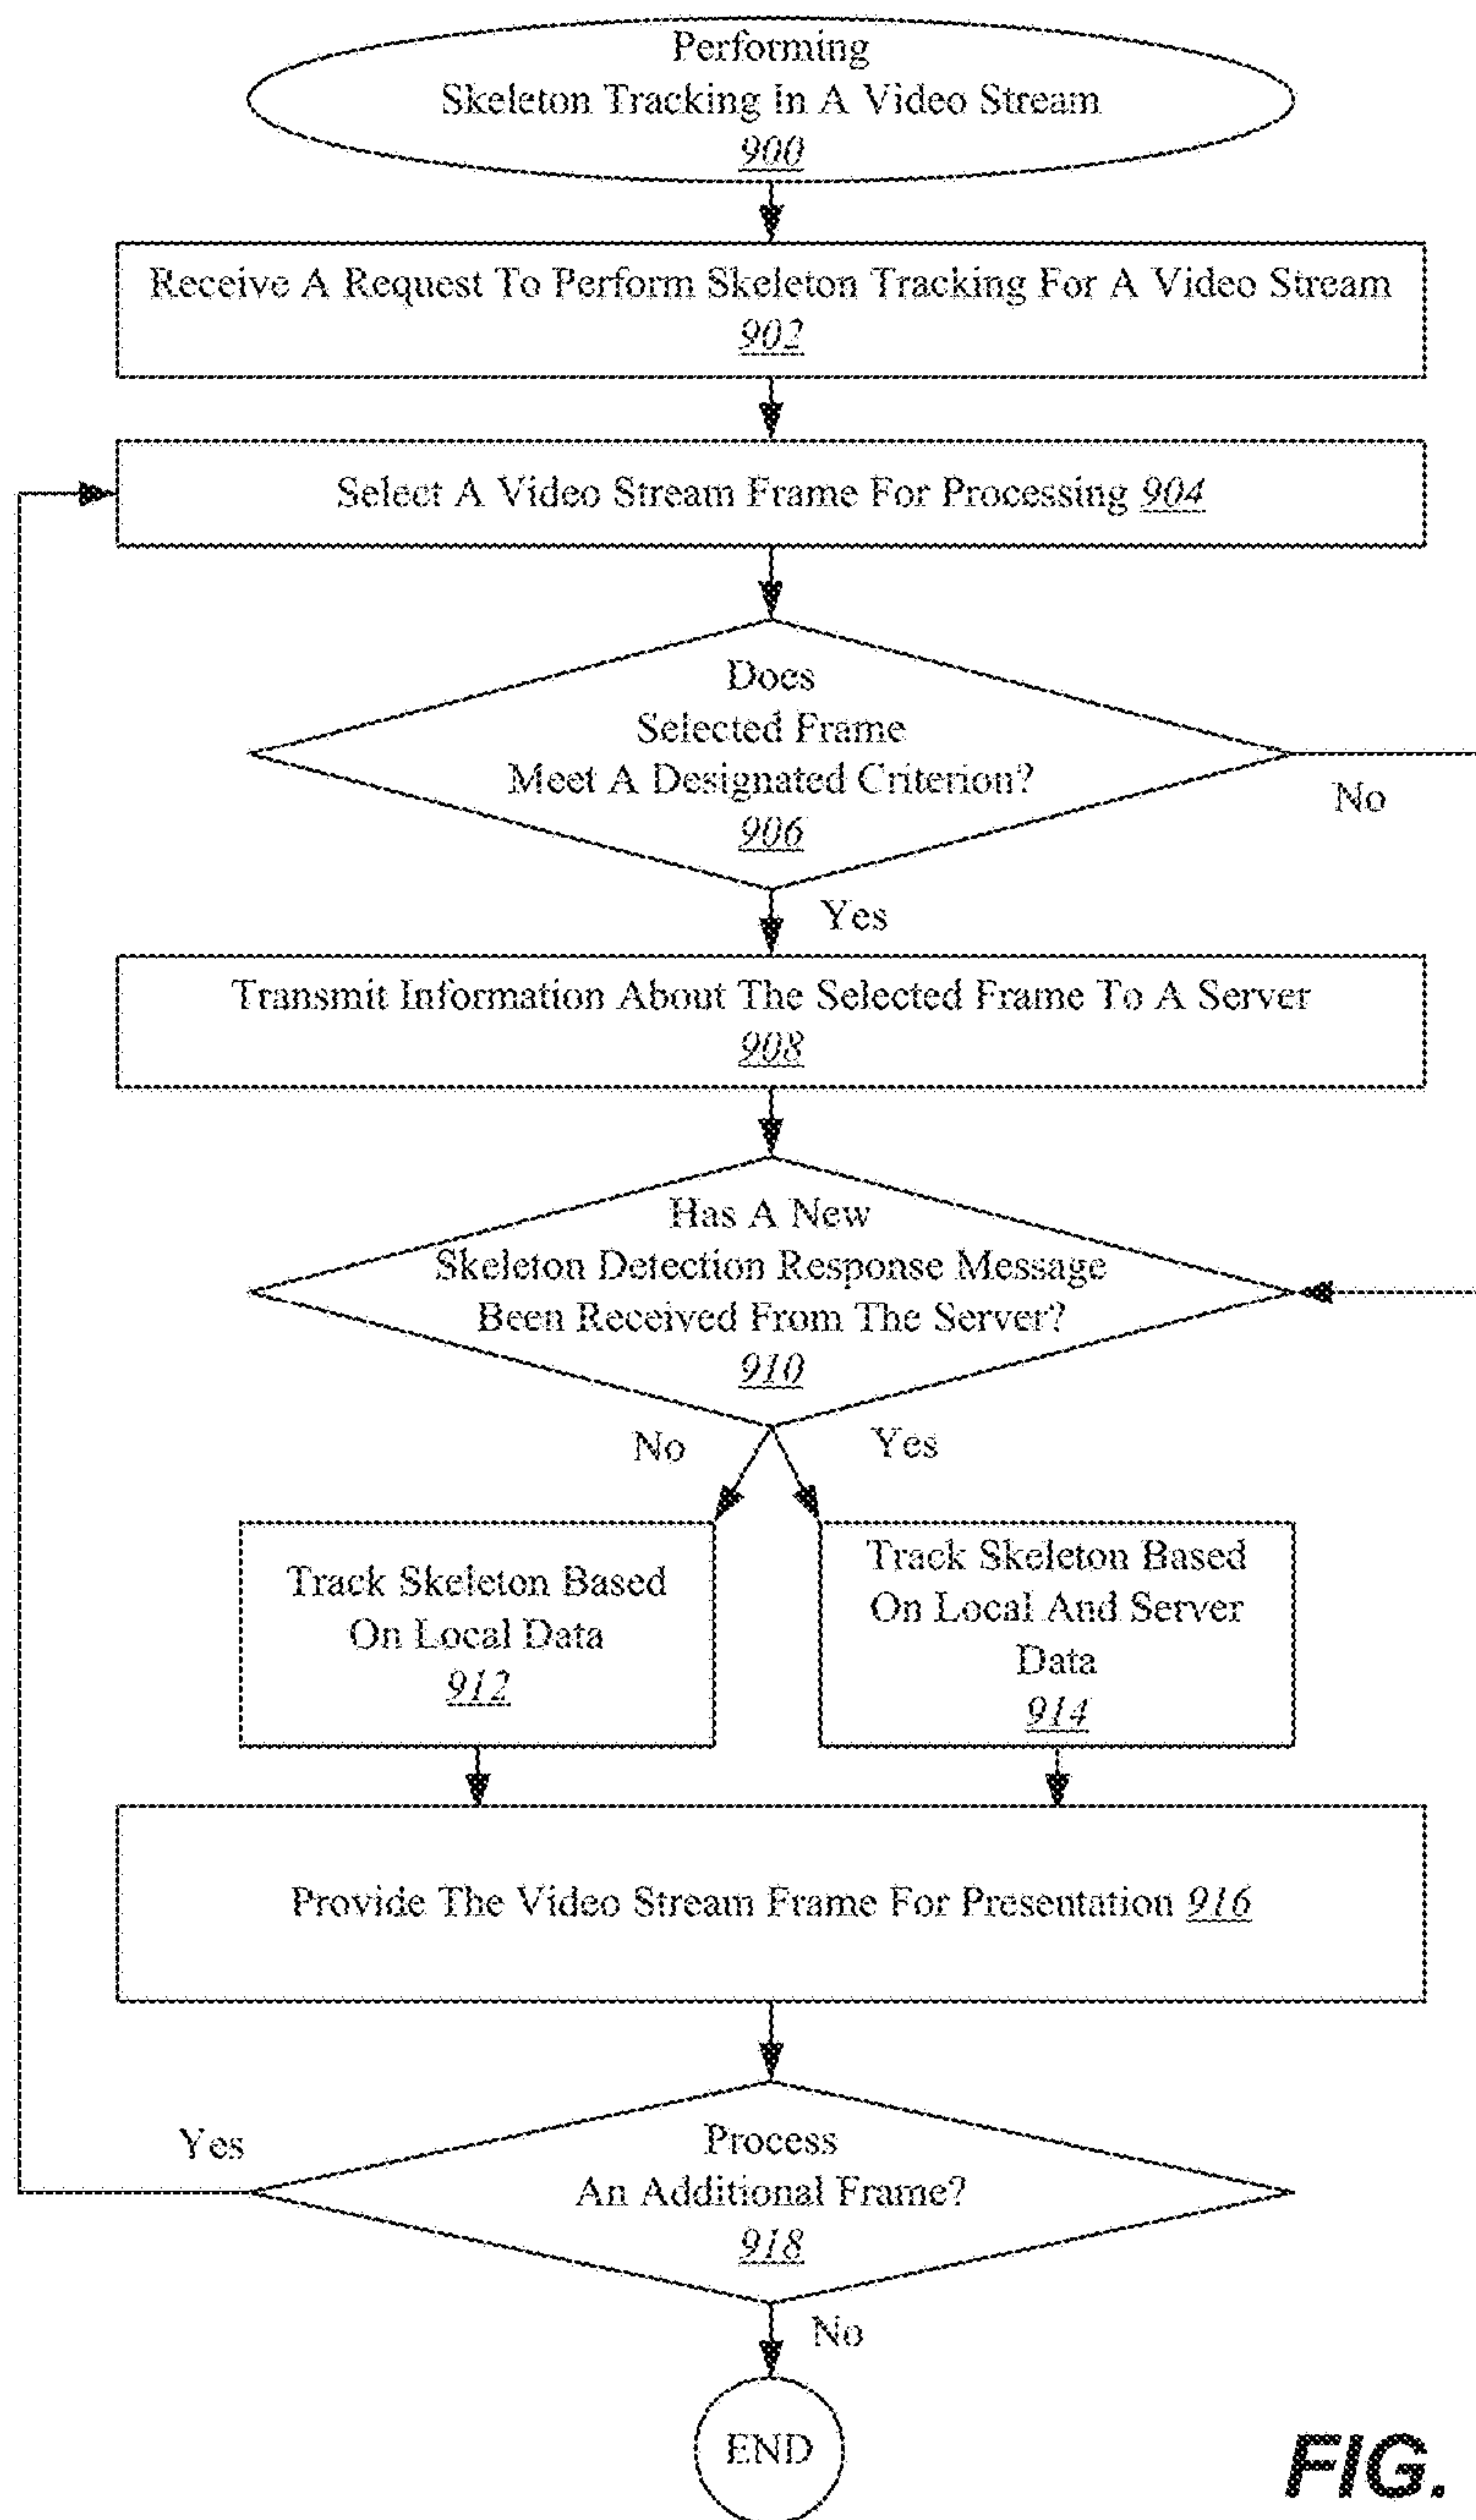 Performing
Skeleton Tracking In A Video Stream
900
Receive A Request To Perform Skeleton Tracking For A Video Stream
902
Select A Video Stream Frame For Processing 904
Does
Selected Frame
Meet A Designated Criterion?
906
No
Yes
Transmit Information About The Selected Frame To A Server
908
Has A New
Skeleton Detection Response Message
Been Received From The Server?
910
No
Yes
Track Skeleton Based
On Local Data
912
Track Skeleton Based
On Local And Server
Data
914
Provide The Video Stream Frame For Presentation 916
Yes
Process
An Additional Frame?
918
No
END
FIG.